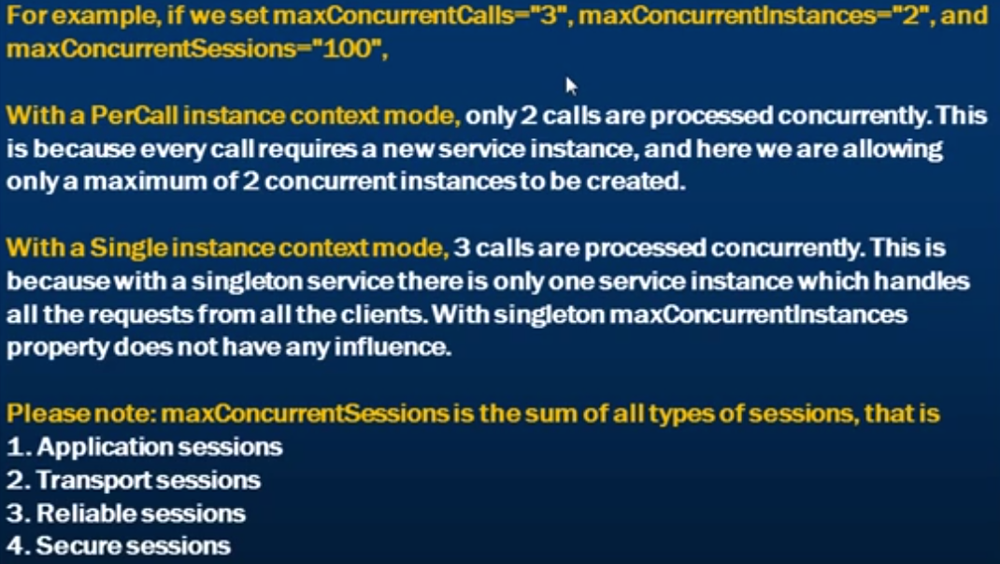 For example, if we set maxConcurrentCalls="3", maxConcurrentInstances="2", and
maxConcurrentSessions="100",
With a PerCall instance context mode, only 2 calls are processed concurrently. This
is because every call requires a new service instance, and here we are allowing
only a maximum of 2 concurrent instances to be created.
With a Single instance context mode, 3 calls are processed concurrently. This is
because with a singleton service there is only one service instance which handles
all the requests from all the clients. With singleton maxConcurrentInstances
property does not have any influence.
Please note: maxConcurrentSessions is the sum of all types of sessions, that is
1. Application sessions
2. Transport sessions
3. Reliable sessions
4. Secure sessions